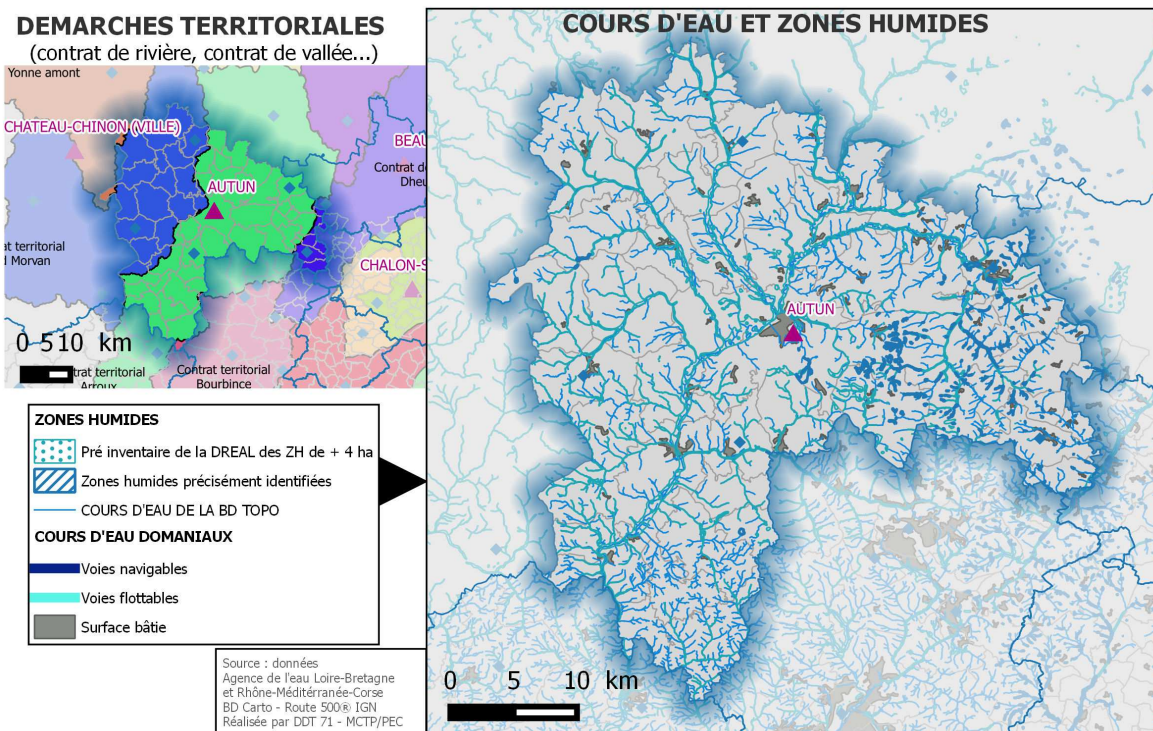 DEMARCHES TERRITORIALES
(contrat de rivière, contrat de vallée...)
Yonne amont
CHATEAU-CHINON (VILLE)
BEAU
Contrat de
Dheu
AUTUN
at territorial
d Morvan
CHALON-S
0 5 10 km
trat territorial
Arroux
Contrat territorial
Bourbince
ZONES HUMIDES
Pré inventaire de la DREAL des ZH de + 4 ha
Zones humides précisément identifiées
COURS D'EAU DE LA BD TOPO
COURS D'EAU DOMANIAUX
Voies navigables
Voies flottables
Surface bâtie
Source : données
Agence de l'eau Loire-Bretagne
et Rhône-Méditérranée-Corse
BD Carto - Route 500® IGN
Réalisée par DDT 71 - MCTP/PEC
COURS D'EAU ET ZONES HUMIDES
AUTUN
0 5 10 km